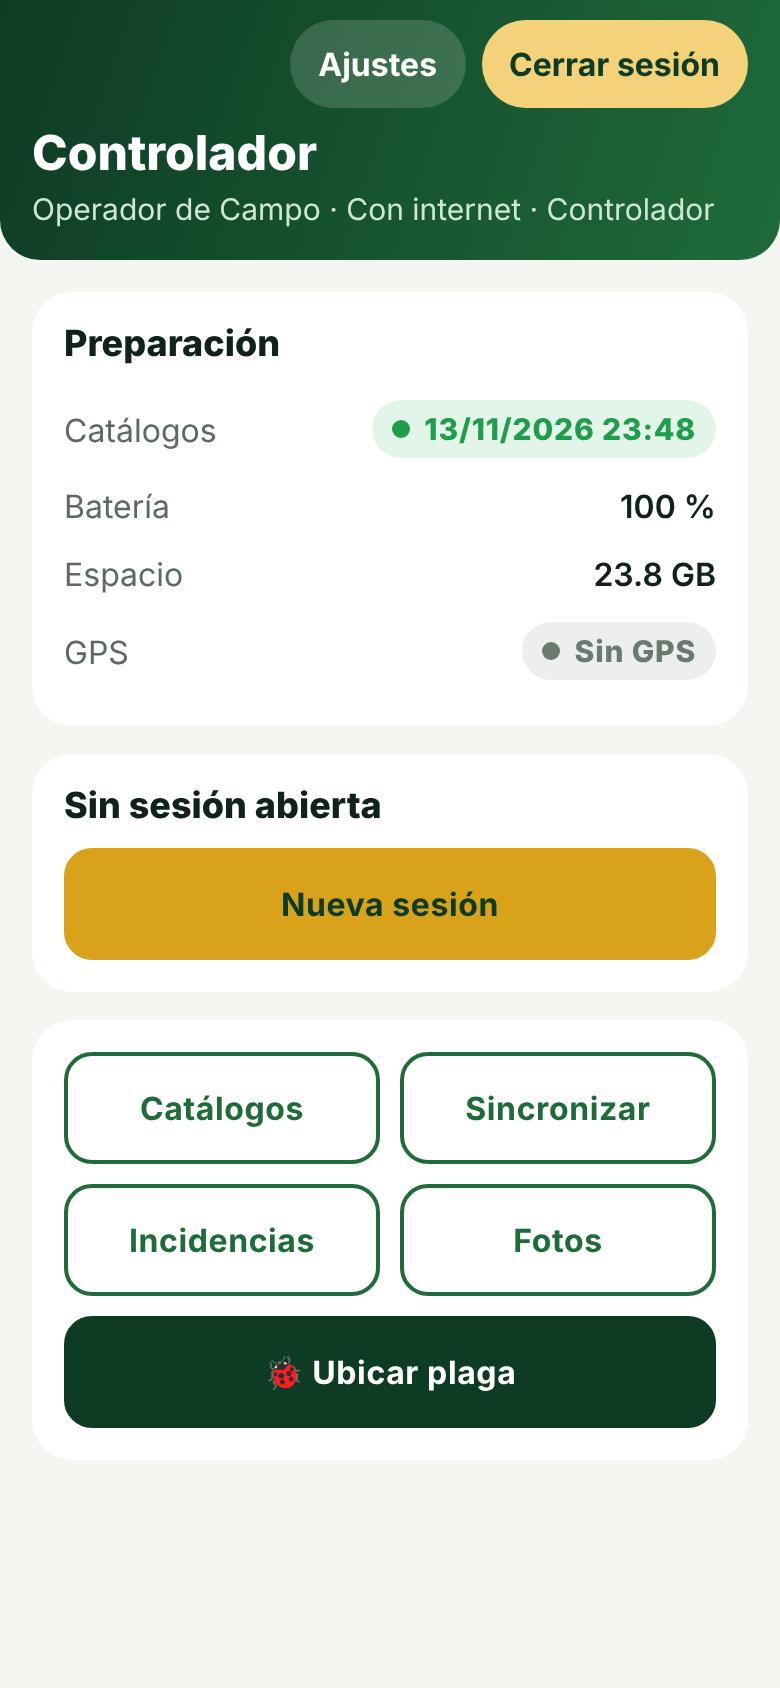 Ajustes
Cerrar sesión
Controlador
Operador de Campo · Con internet · Controlador
Preparación
Catálogos 13/11/2026 23:48
Batería 100 %
Espacio 23.8 GB
GPS Sin GPS
Sin sesión abierta
Nueva sesión
Catálogos Sincronizar
Incidencias Fotos
🐞 Ubicar plaga